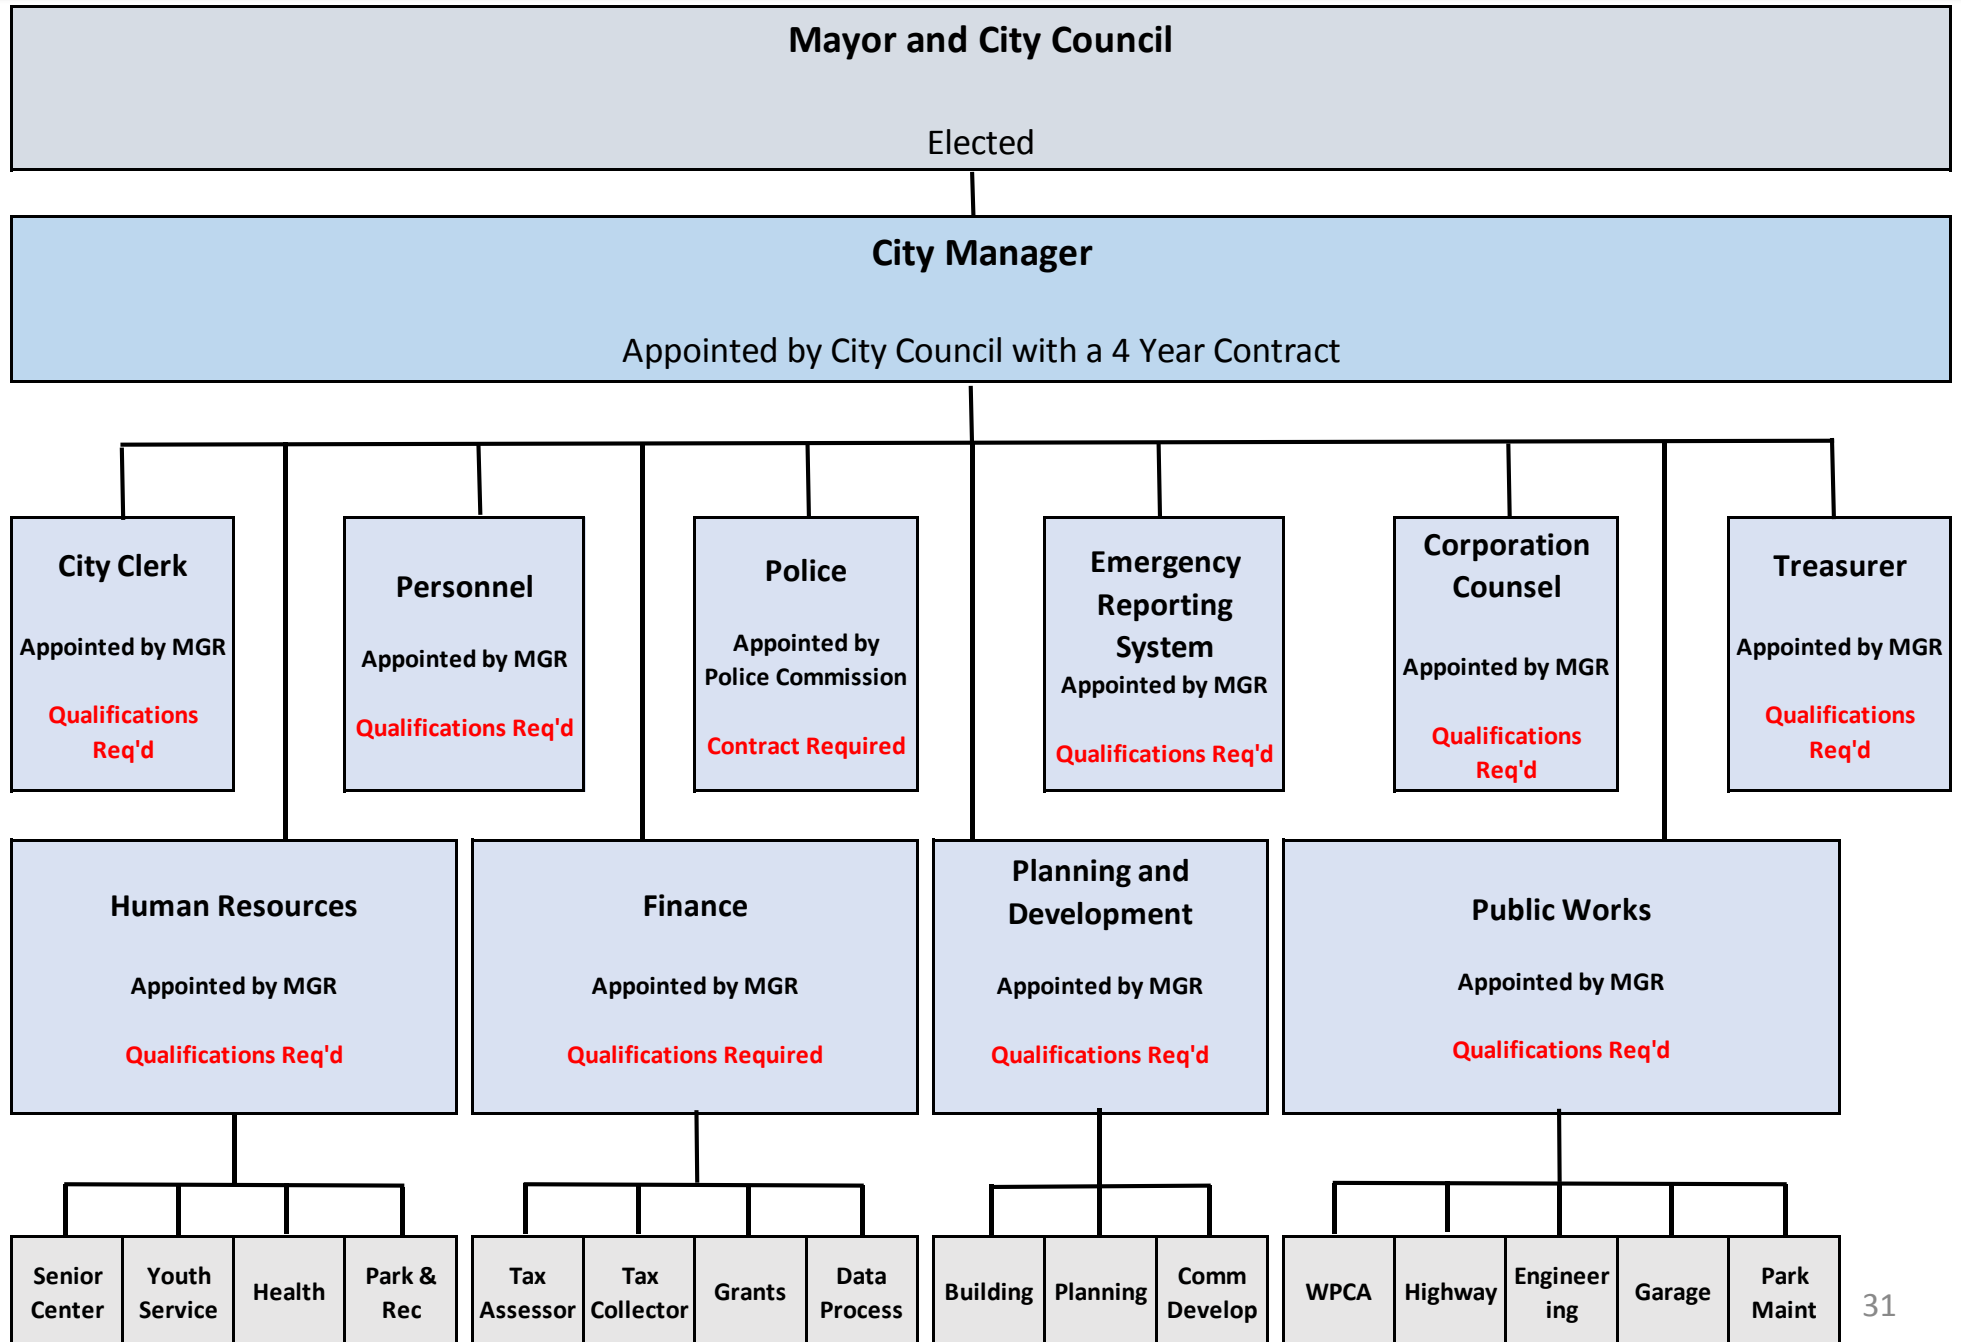 Mayor and City Council
Elected
City Manager
Appointed by City Council with a 4 Year Contract
City Clerk
Appointed by MGR
Qualifications
Req'd
Personnel
Appointed by MGR
Qualifications Req'd
Police
Appointed by
Police Commission
Contract Required
Emergency
Reporting
System
Appointed by MGR
Qualifications Req'd
Corporation
Counsel
Appointed by MGR
Qualifications
Req'd
Treasurer
Appointed by MGR
Qualifications
Req'd
Human Resources
Appointed by MGR
Qualifications Req'd
Finance
Appointed by MGR
Qualifications Required
Planning and
Development
Appointed by MGR
Qualifications Req'd
Public Works
Appointed by MGR
Qualifications Req'd
Senior
Center
Youth
Service
Health
Park &
Rec
Tax
Assessor
Tax
Collector
Grants
Data
Process
Building
Planning
Comm
Develop
WPCA
Highway
Engineer
ing
Garage
Park
Maint
31